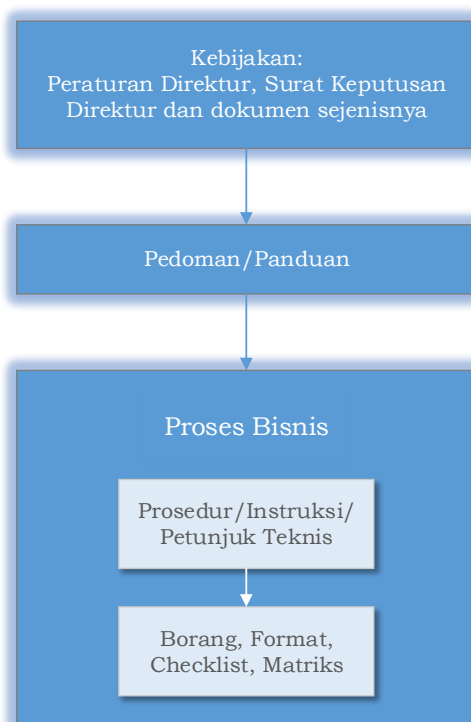 Kebijakan:
Peraturan Direktur, Surat Keputusan
Direktur dan dokumen sejenisnya
Pedoman/Panduan
Proses Bisnis
Prosedur/Instruksi/
Petunjuk Teknis
Borang, Format,
Checklist, Matriks